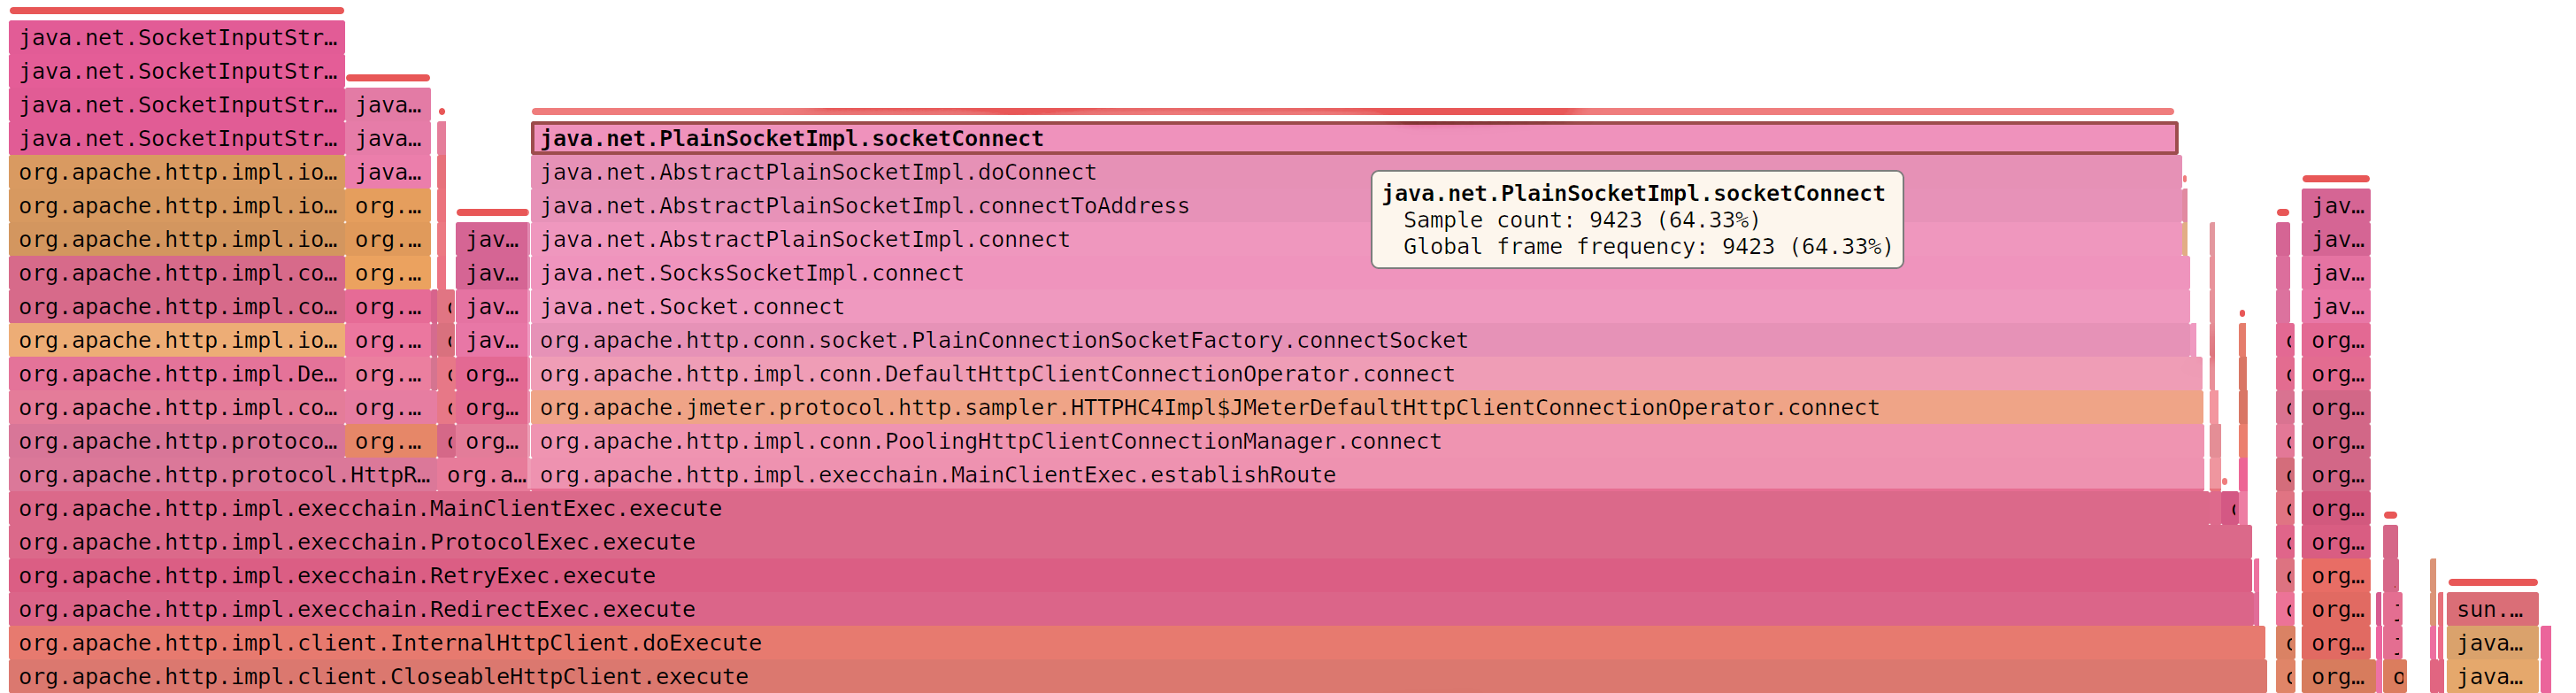 java.net.SocketInputStr…
java.net.SocketInputStr…
java.net.SocketInputStr… java…
java.net.SocketInputStr… java… java.net.PlainSocketImpl.socketConnect
org.apache.http.impl.io… java… java.net.AbstractPlainSocketImpl.doConnect
java.net.PlainSocketImpl.socketConnect
Sample count: 9423 (64.33%)
Global frame frequency: 9423 (64.33%)
org.apache.http.impl.io… org.… java.net.AbstractPlainSocketImpl.connectToAddress jav…
org.apache.http.impl.io… org.… jav… java.net.AbstractPlainSocketImpl.connect jav…
org.apache.http.impl.co… org.… jav… java.net.SocksSocketImpl.connect jav…
org.apache.http.impl.co… org.… jav… java.net.Socket.connect jav…
org.apache.http.impl.io… org.… jav… org.apache.http.conn.socket.PlainConnectionSocketFactory.connectSocket org…
org.apache.http.impl.De… org.… org… org.apache.http.impl.conn.DefaultHttpClientConnectionOperator.connect org…
org.apache.http.impl.co… org.… org… org.apache.jmeter.protocol.http.sampler.HTTPHC4Impl$JMeterDefaultHttpClientConnectionOperator.connect org…
org.apache.http.protoco… org.… org… org.apache.http.impl.conn.PoolingHttpClientConnectionManager.connect org…
org.apache.http.protocol.HttpR… org.a… org.apache.http.impl.execchain.MainClientExec.establishRoute org…
org.apache.http.impl.execchain.MainClientExec.execute org…
org.apache.http.impl.execchain.ProtocolExec.execute org…
org.apache.http.impl.execchain.RetryExec.execute org…
org.apache.http.impl.execchain.RedirectExec.execute org… sun.…
org.apache.http.impl.client.InternalHttpClient.doExecute org… java…
org.apache.http.impl.client.CloseableHttpClient.execute org… java…